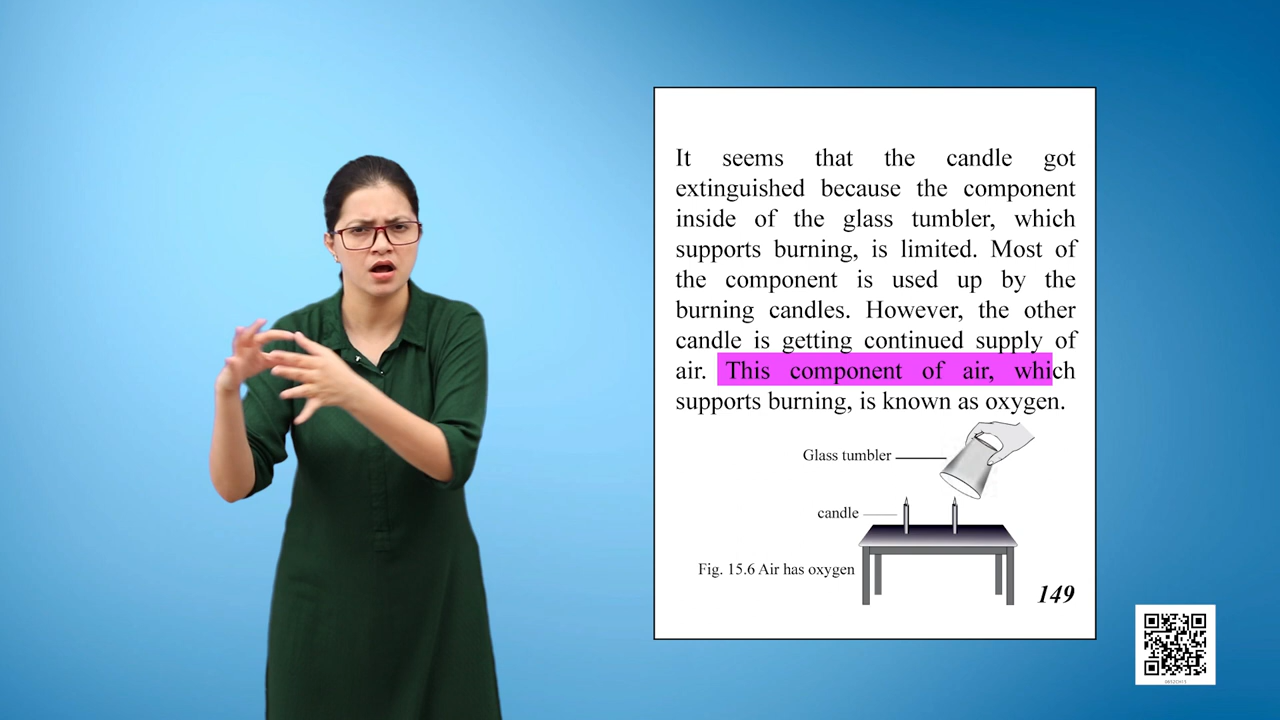 It seems that the candle got
extinguished because the component
inside of the glass tumbler, which
supports burning, is limited. Most of
the component is used up by the
burning candles. However, the other
candle is getting continued supply of
air. This component of air, which
supports burning, is known as oxygen.
Glass tumbler
candle
Fig. 15.6 Air has oxygen
149